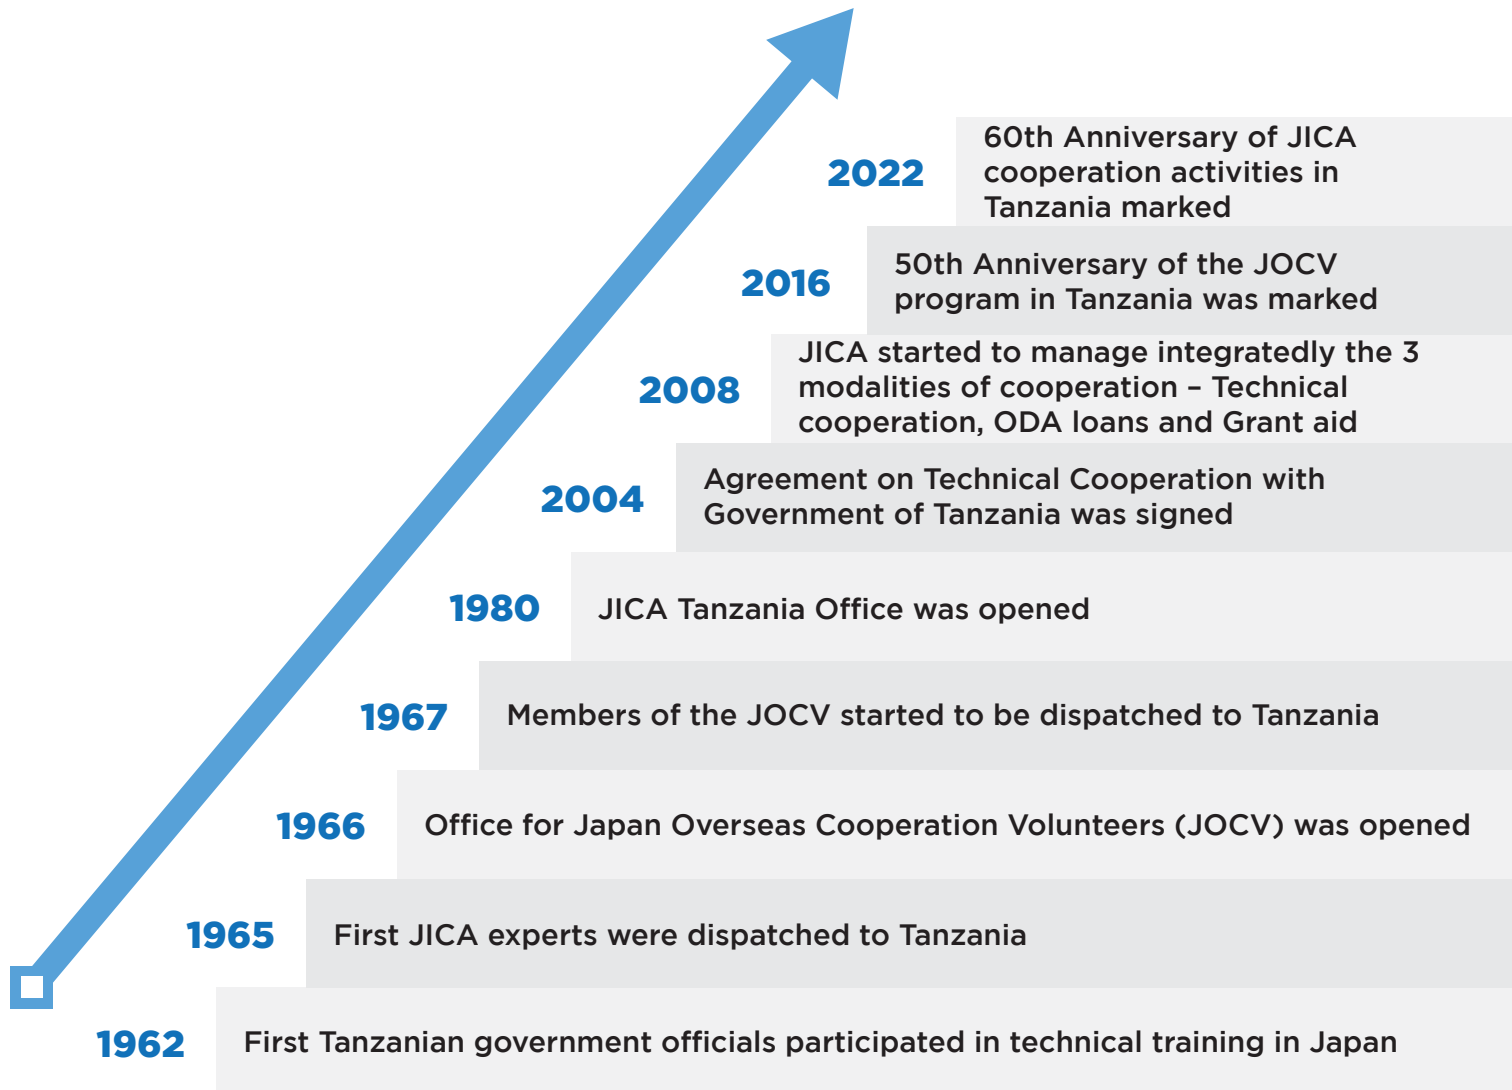 2022
60th Anniversary of JICA
cooperation activities in
Tanzania marked
2016
50th Anniversary of the JOCV
program in Tanzania was marked
2008
JICA started to manage integratedly the 3
modalities of cooperation – Technical
cooperation, ODA loans and Grant aid
2004
Agreement on Technical Cooperation with
Government of Tanzania was signed
1980
JICA Tanzania Office was opened
1967
Members of the JOCV started to be dispatched to Tanzania
1966
Office for Japan Overseas Cooperation Volunteers (JOCV) was opened
1965
First JICA experts were dispatched to Tanzania
1962
First Tanzanian government officials participated in technical training in Japan